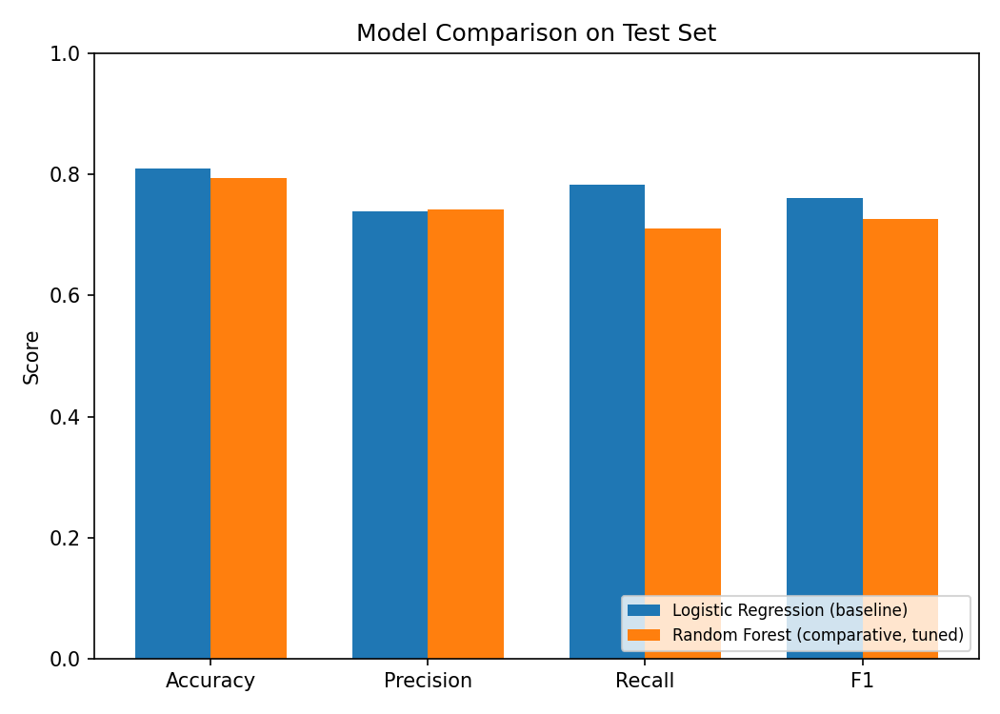 Model Comparison on Test Set
1.0
0.8
0.6
0.4
0.2
0.0
Score
Accuracy
Precision
Recall
F1
Logistic Regression (baseline)
Random Forest (comparative, tuned)